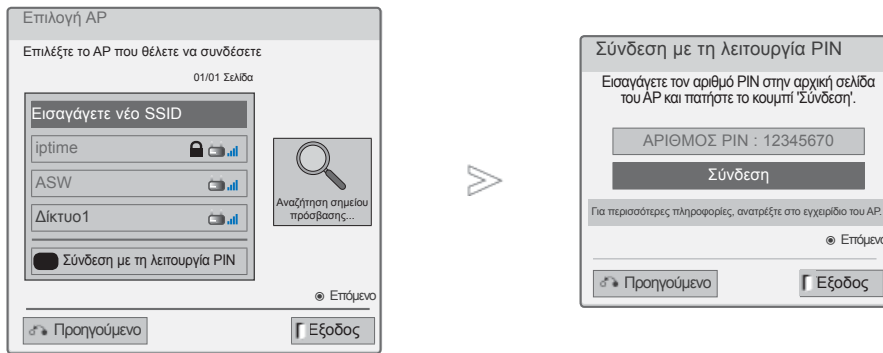 Επιλογή AP
Επιλέξτε το AP που θέλετε να συνδέσετε
01/01 Σελίδα
Εισαγάγετε νέο SSID
iptime
ASW
Δίκτυο1
Σύνδεση με τη λειτουργία PIN
Αναζήτηση σημείου
πρόσβασης...
Επόμενο
Προηγούμενο
Έξοδος
Σύνδεση με τη λειτουργία PIN
Εισαγάγετε τον αριθμό PIN στην αρχική σελίδα
του AP και πατήστε το κουμπί 'Σύνδεση'.
ΑΡΙΘΜΟΣ PIN : 12345670
Σύνδεση
Για περισσότερες πληροφορίες, ανατρέξτε στο εγχειρίδιο του AP.
Επόμενο
Προηγούμενο
Έξοδος